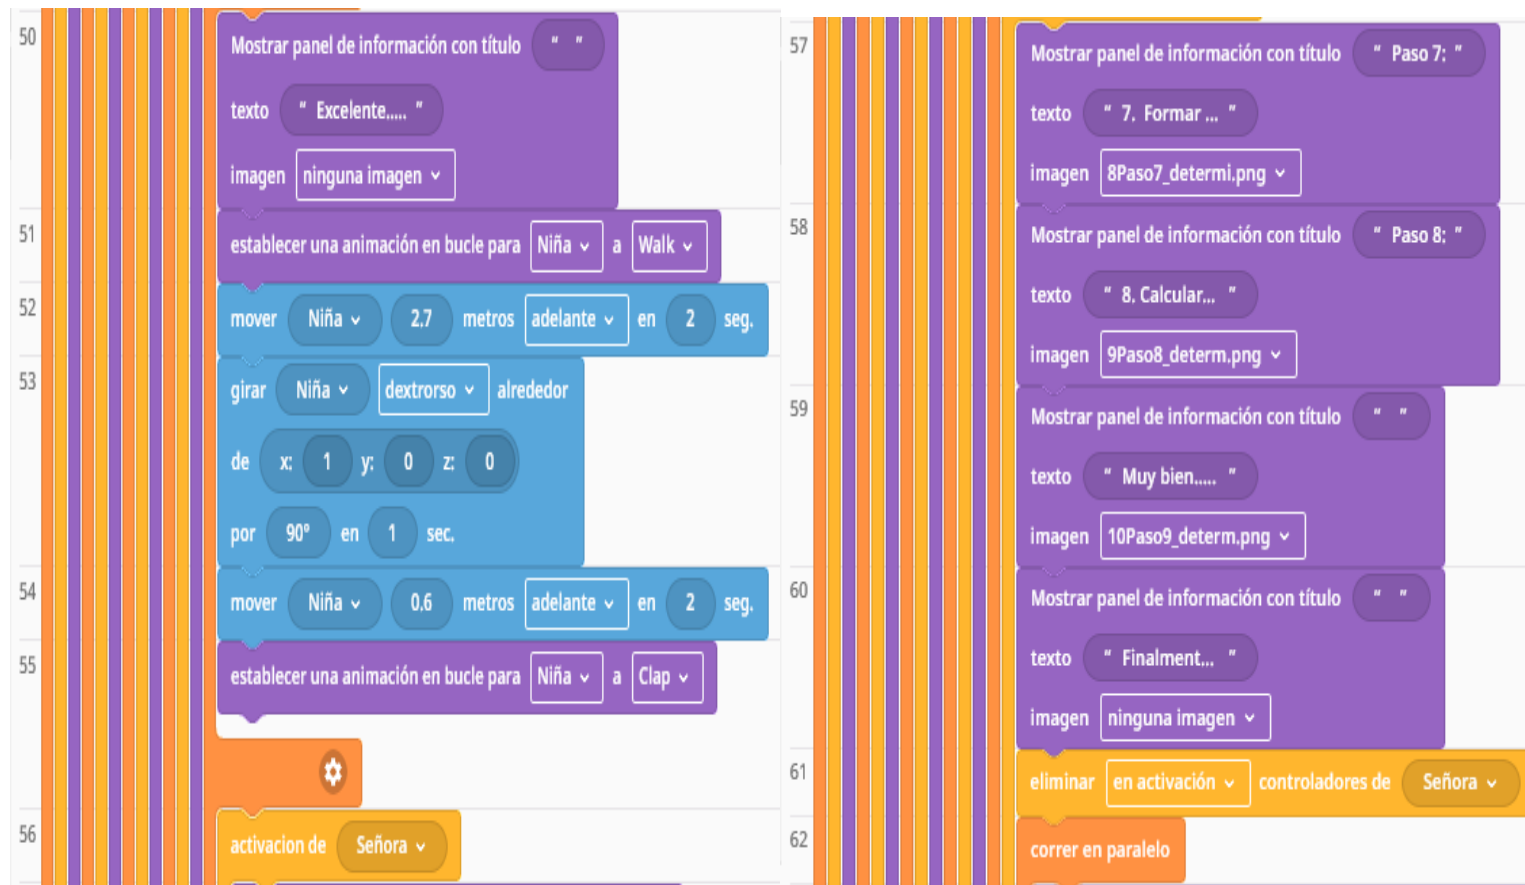 50
Mostrar panel de información con título “ ”
texto “ Excelente..... ”
imagen ninguna imagen
51
establecer una animación en bucle para Niña a Walk
52
mover Niña 2.7 metros adelante en 2 seg.
53
girar Niña dextrorso alrededor
de x: 1 y: 0 z: 0
por 90° en 1 sec.
54
mover Niña 0.6 metros adelante en 2 seg.
55
establecer una animación en bucle para Niña a Clap
56
activacion de Señora
57
Mostrar panel de información con título “ Paso 7: ”
texto “ 7. Formar ... ”
imagen 8Paso7_determi.png
58
Mostrar panel de información con título “ Paso 8: ”
texto “ 8. Calcular... ”
imagen 9Paso8_determ.png
59
Mostrar panel de información con título “ ”
texto “ Muy bien..... ”
imagen 10Paso9_determ.png
60
Mostrar panel de información con título “ ”
texto “ Finalment... ”
imagen ninguna imagen
61
eliminar en activación controladores de Señora
62
correr en paralelo